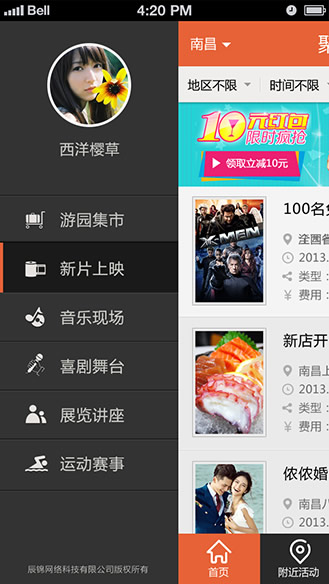 Bell
4:20 PM
西洋樱草
游园集市
新片上映
音乐现场
喜剧舞台
展览讲座
运动赛事
辰锦网络科技有限公司版权所有
南昌
聚
地区不限
时间不限
10元红包
限时疯抢
领取立减10元
X-MEN
100名
2013.
类型：
¥ 费用：
新店开
南昌上
类型：
2013.
费用：
侬侬婚
南昌
2013.
首页
附近活动